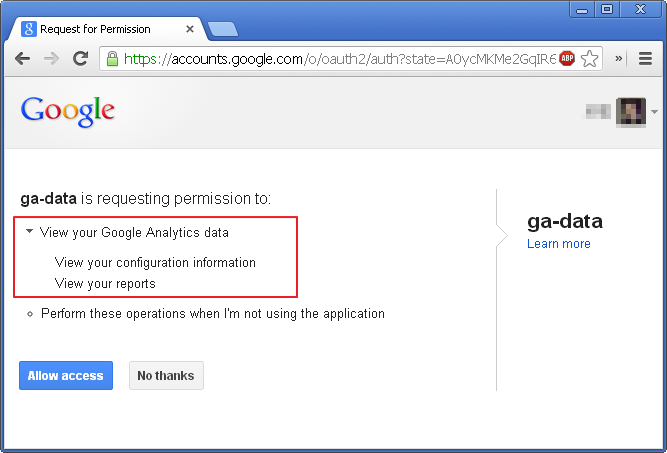 Request for Permission
https://accounts.google.com/o/oauth2/auth?state=A0ycMKMe2GqIR6
ABP
»
Google
ga-data is requesting permission to:
ga-data
View your Google Analytics data
Learn more
View your configuration information
View your reports
Perform these operations when I'm not using the application
Allow access
No thanks